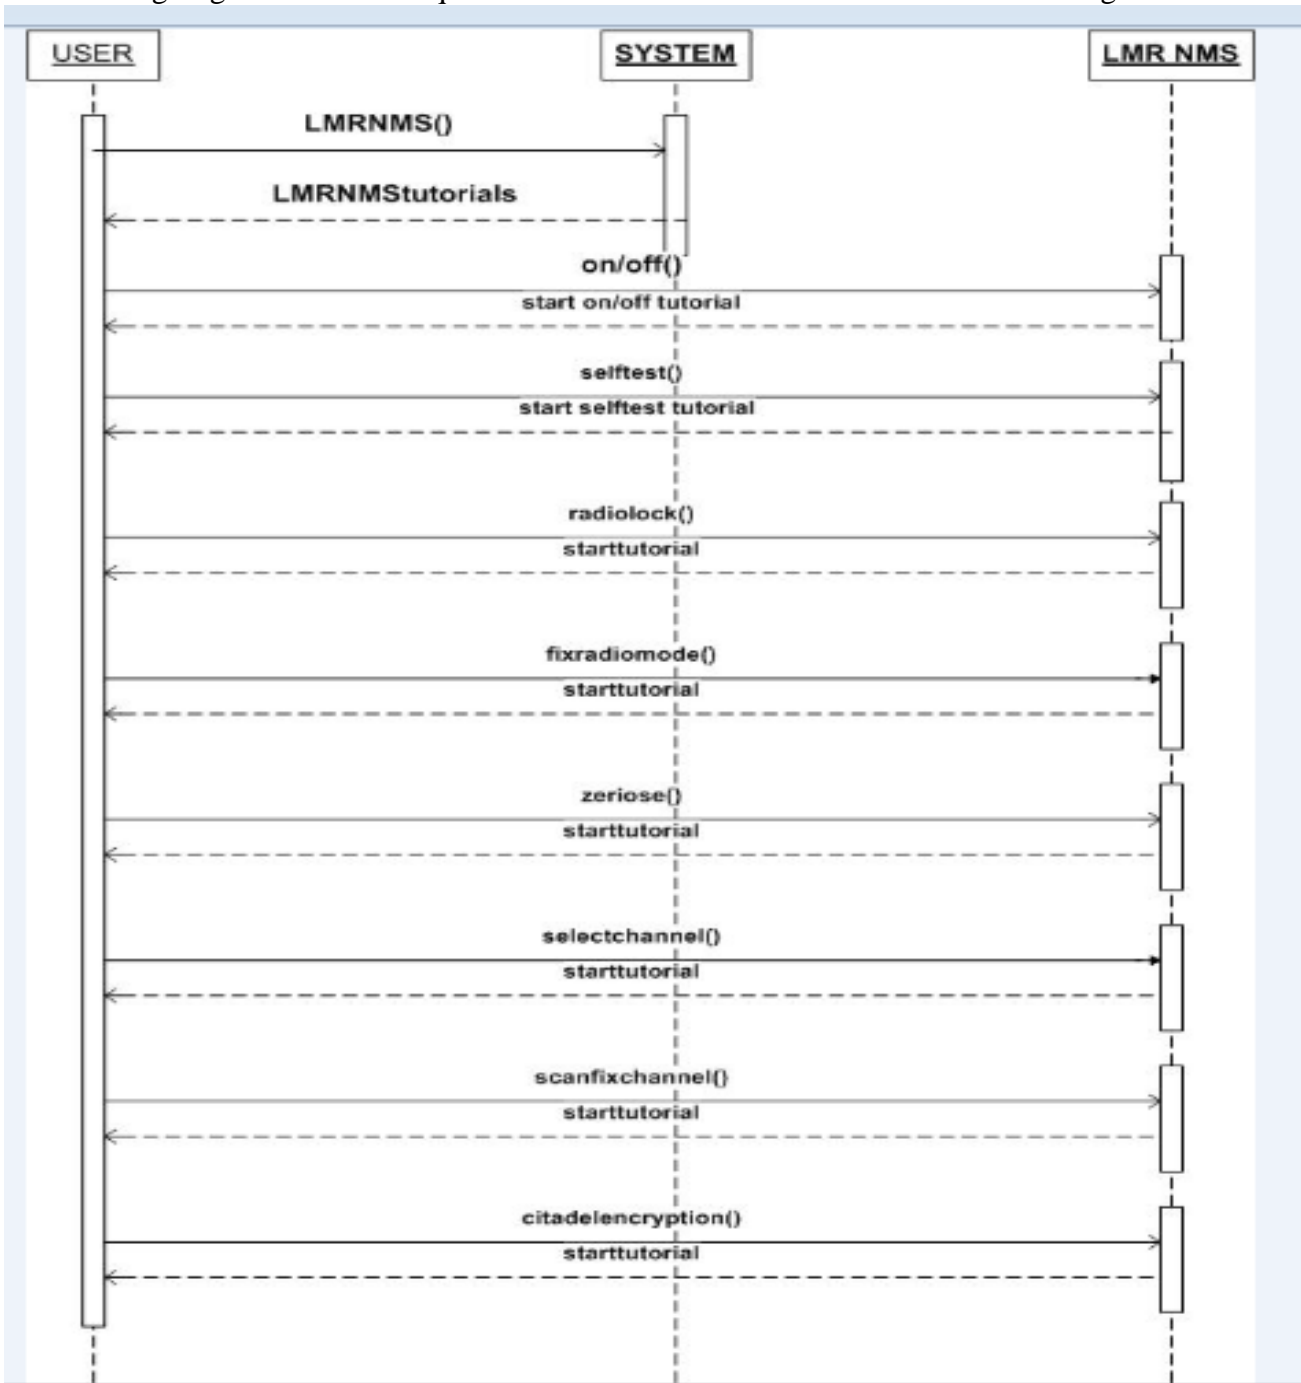 USER SYSTEM LMR NMS
LMRNMS()
LMRNMStutorials
on/off()
start on/off tutorial
selftest()
start selftest tutorial
radiolock()
starttutorial
fixradiomode()
starttutorial
zeriose()
starttutorial
selectchannel()
starttutorial
scanfixchannel()
starttutorial
citadelencryption()
starttutorial